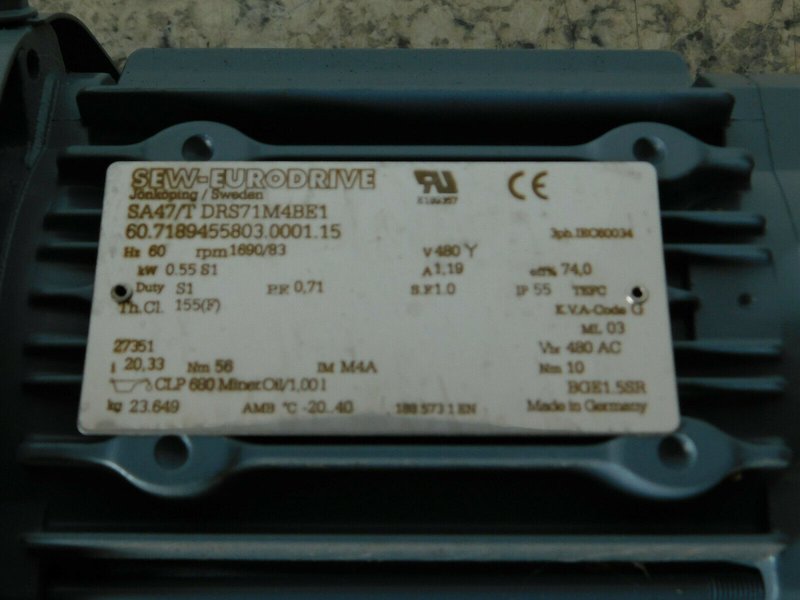 SEW-EURODRIVE
Jönköping / Sweden
SA47/T DRS71M4BE1
60.7189455803.0001.15 3ph.IEC60034
Hz 60 rpm 1690/83 V 480 Y
kW 0.55 S1 A 1,19 eff% 74,0
Duty S1 P.F. 0,71 S.F. 1.0 IP 55 TEFC
Th.Cl. 155(F) K.V.A-Code G
ML 03
27351 Vbr 480 AC
i 20,33 Nm 56 IM M4A Nm 10
CLP 680 Miner.Oil/1,00 l BGE1.5SR
kg 23.649 AMB °C -20..40 188 573 1 EN Made in Germany